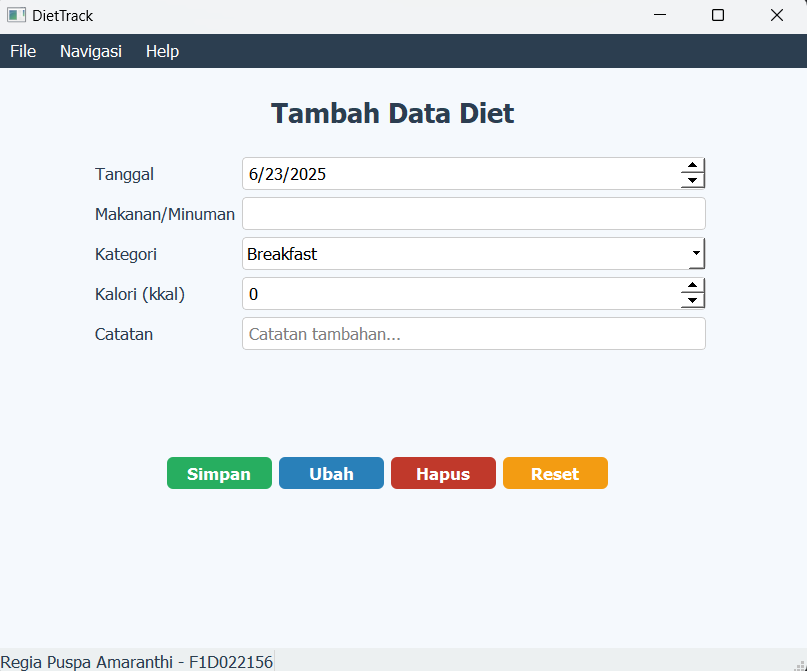 DietTrack
File Navigasi Help
Tambah Data Diet
Tanggal 6/23/2025
Makanan/Minuman
Kategori Breakfast
Kalori (kkal) 0
Catatan Catatan tambahan...
Simpan Ubah Hapus Reset
Regia Puspa Amaranthi - F1D022156